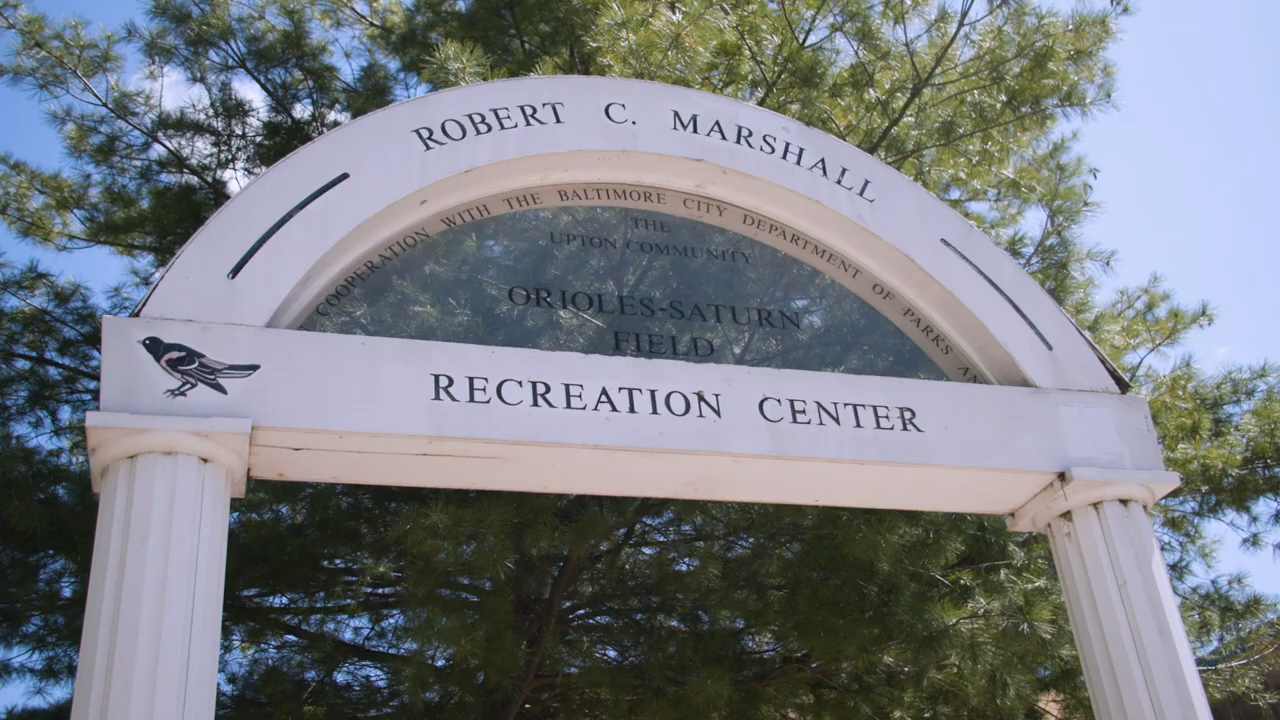 ROBERT C. MARSHALL
COOPERATION WITH THE BALTIMORE CITY DEPARTMENT OF PARKS
THE
UPTON COMMUNITY
ORIOLES-SATURN
FIELD
RECREATION CENTER